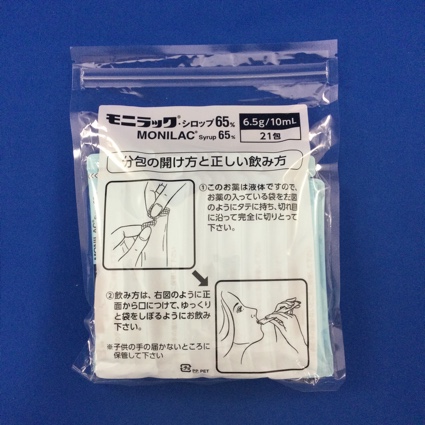 モニラック®・シロップ65%
6.5g/10mL
MONILAC® Syrup 65%
21包
分包の開け方と正しい飲み方
①このお薬は液体ですので、
お薬の入っている袋を左図
のようにタテに持ち、切れ目
に沿って完全に切りとって
下さい。
②飲み方は、右図のように正
面から口につけて、ゆっくり
と袋をしぼるようにお飲み
下さい。
※子供の手の届かないところに
保管して下さい
MONILAC
PE, PET